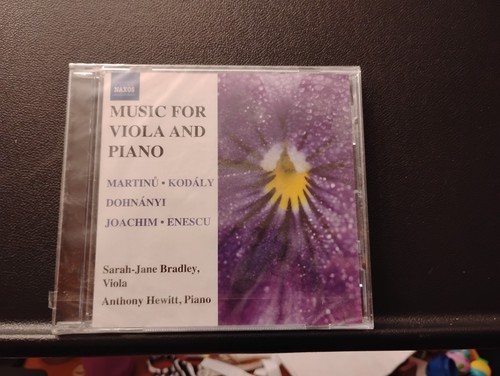 NAXOS
MUSIC FOR
VIOLA AND
PIANO
MARTINŮ • KODÁLY
DOHNÁNYI
JOACHIM • ENESCU
Sarah-Jane Bradley,
Viola
Anthony Hewitt, Piano